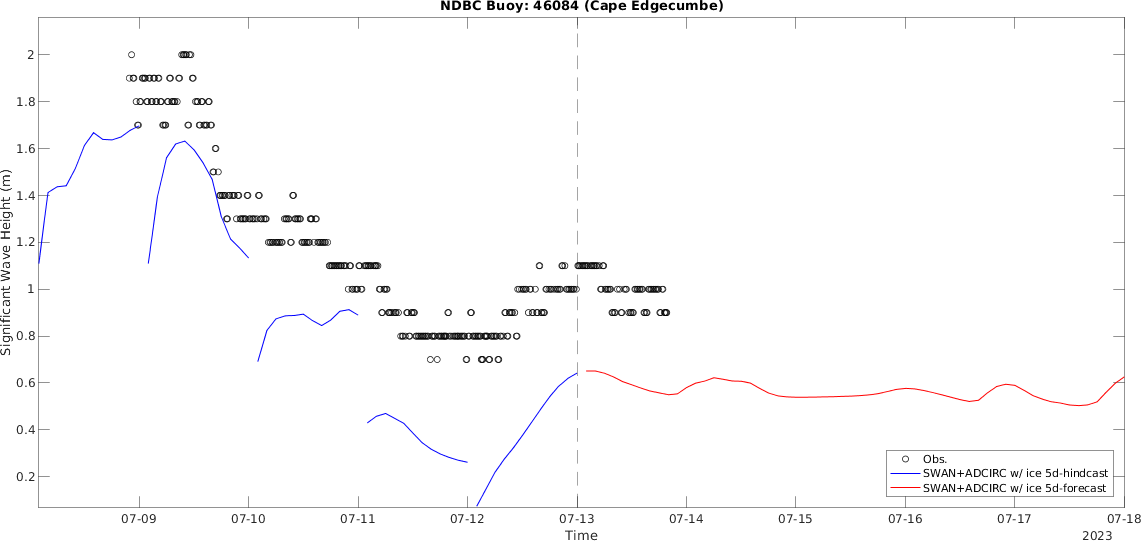 NDBC Buoy: 46084 (Cape Edgecumbe)
Significant Wave Height (m)
2
1.8
1.6
1.4
1.2
1
0.8
0.6
0.4
0.2
Obs.
SWAN+ADCIRC w/ ice 5d-hindcast
SWAN+ADCIRC w/ ice 5d-forecast
07-09 07-10 07-11 07-12 07-13 07-14 07-15 07-16 07-17 07-18
Time
2023